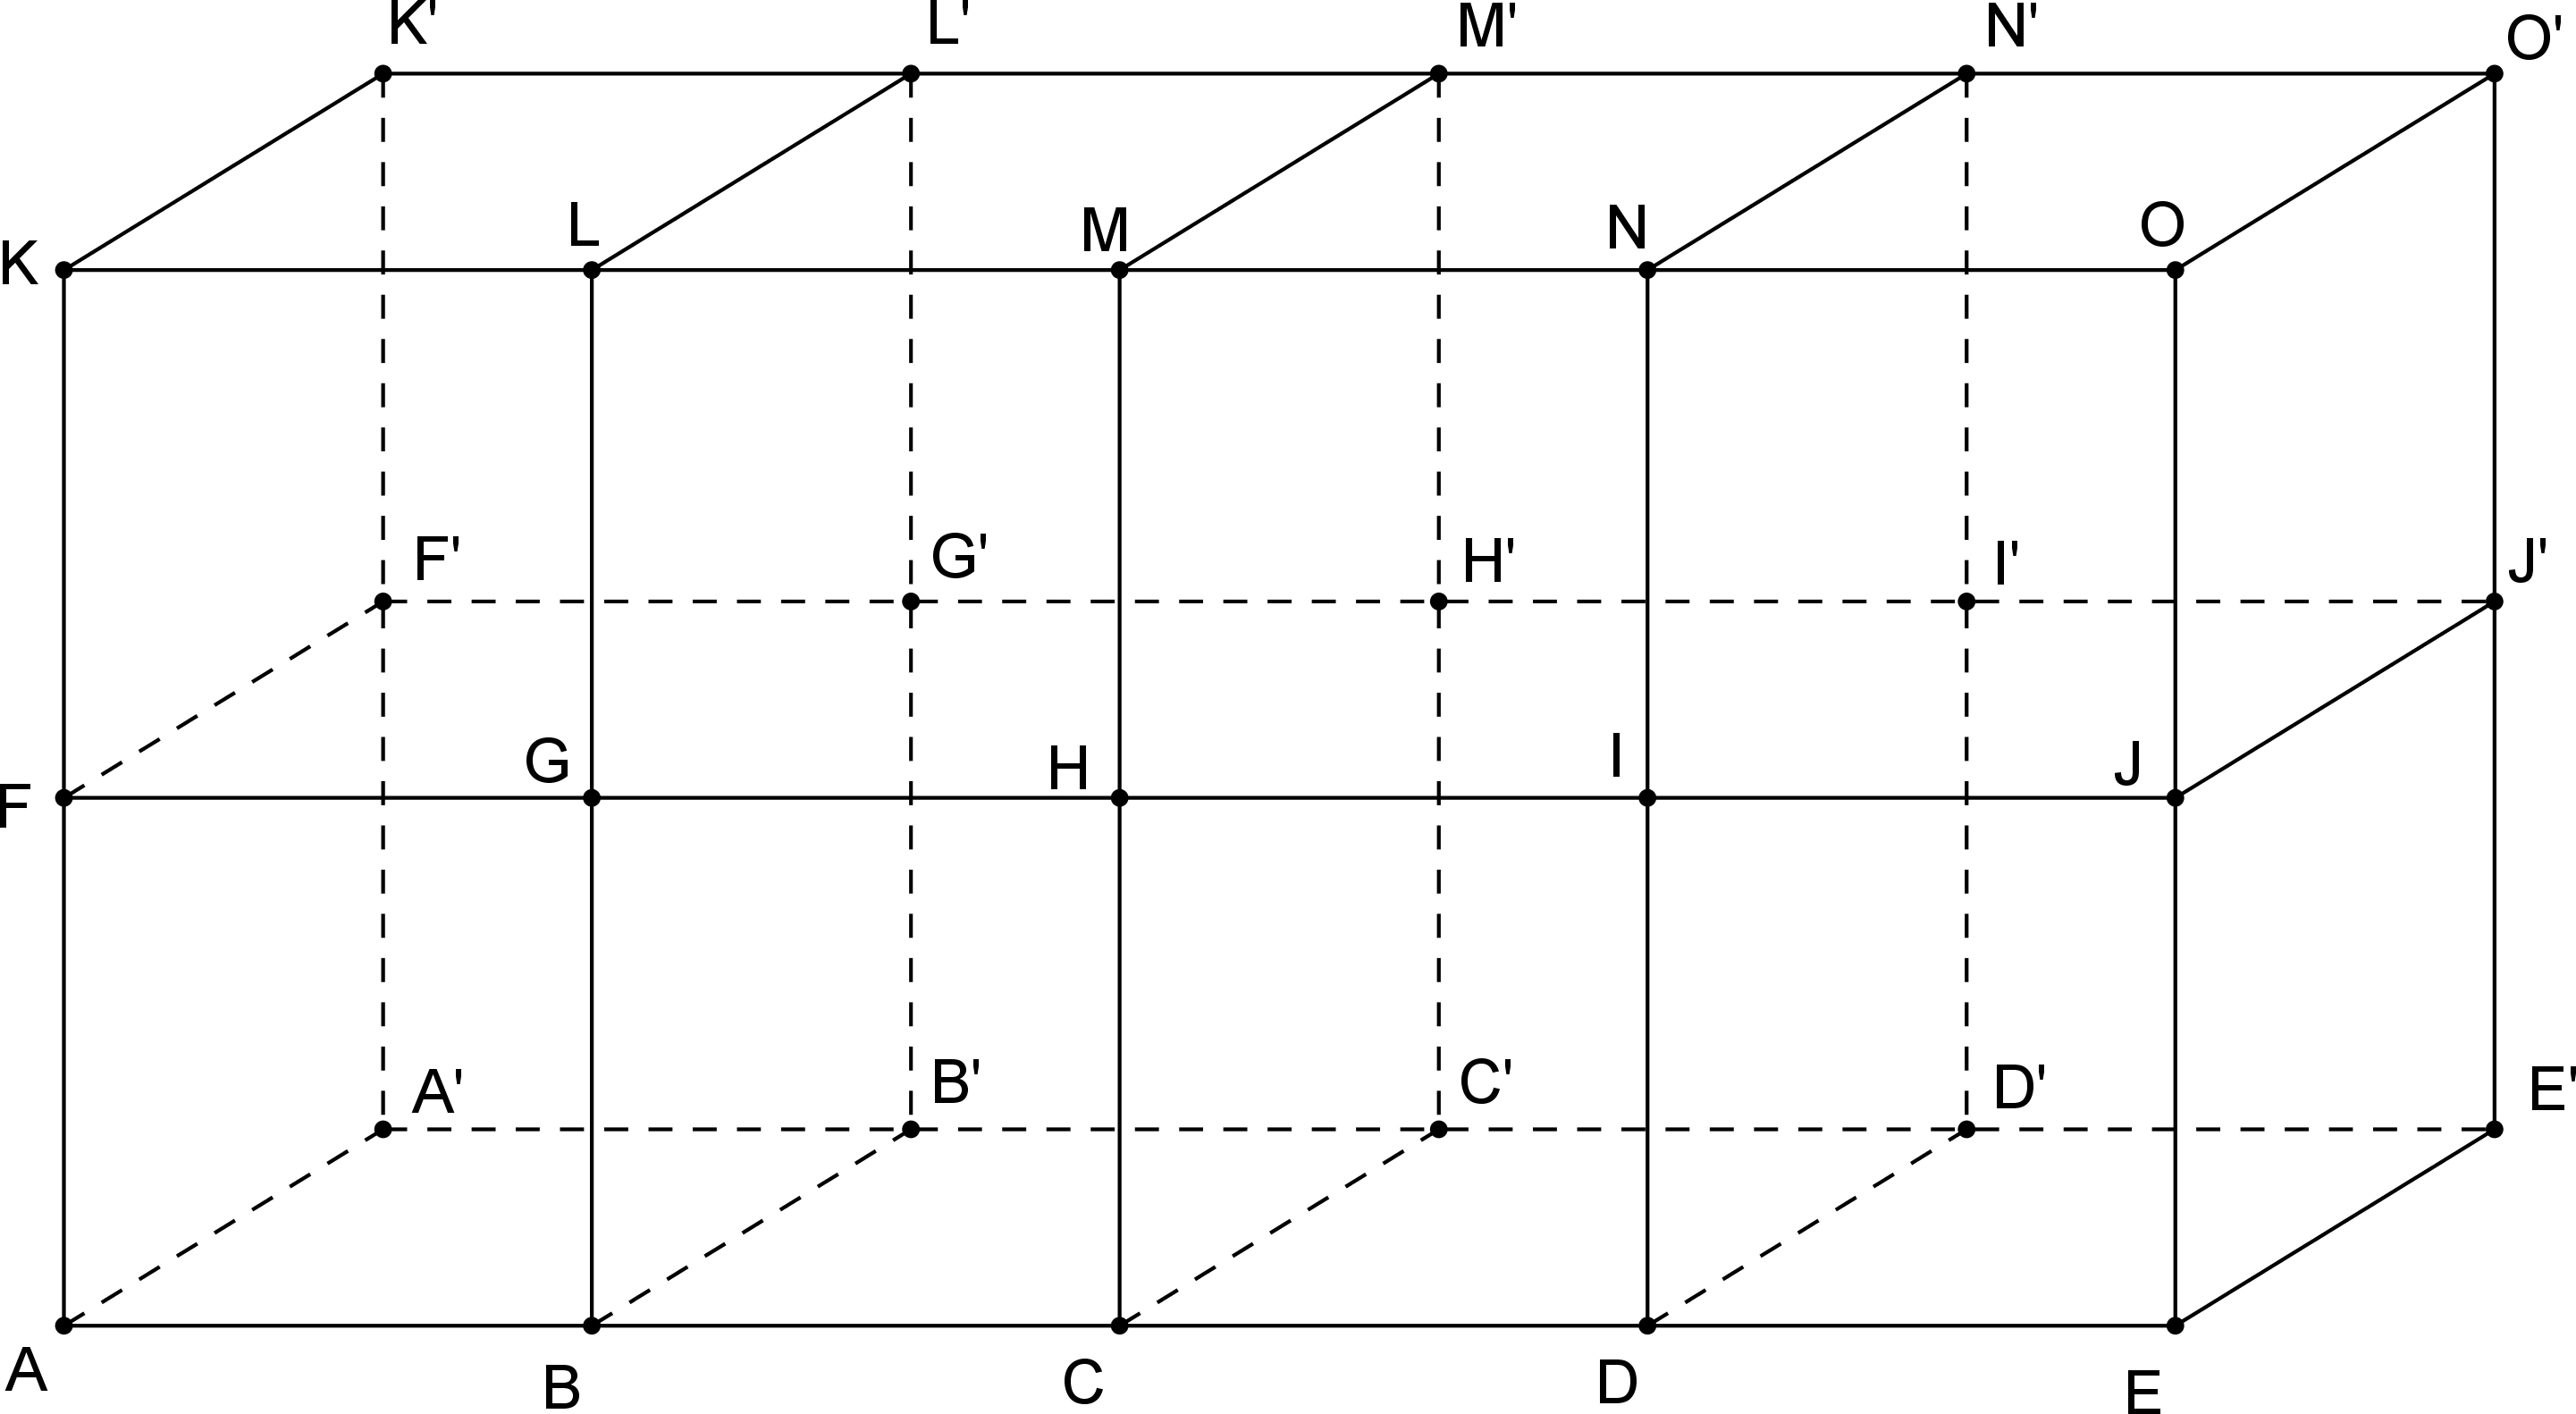 K' L' M' N' O'
K L M N O
F' G' H' I' J'
F G H I J
A' B' C' D' E'
A B C D E